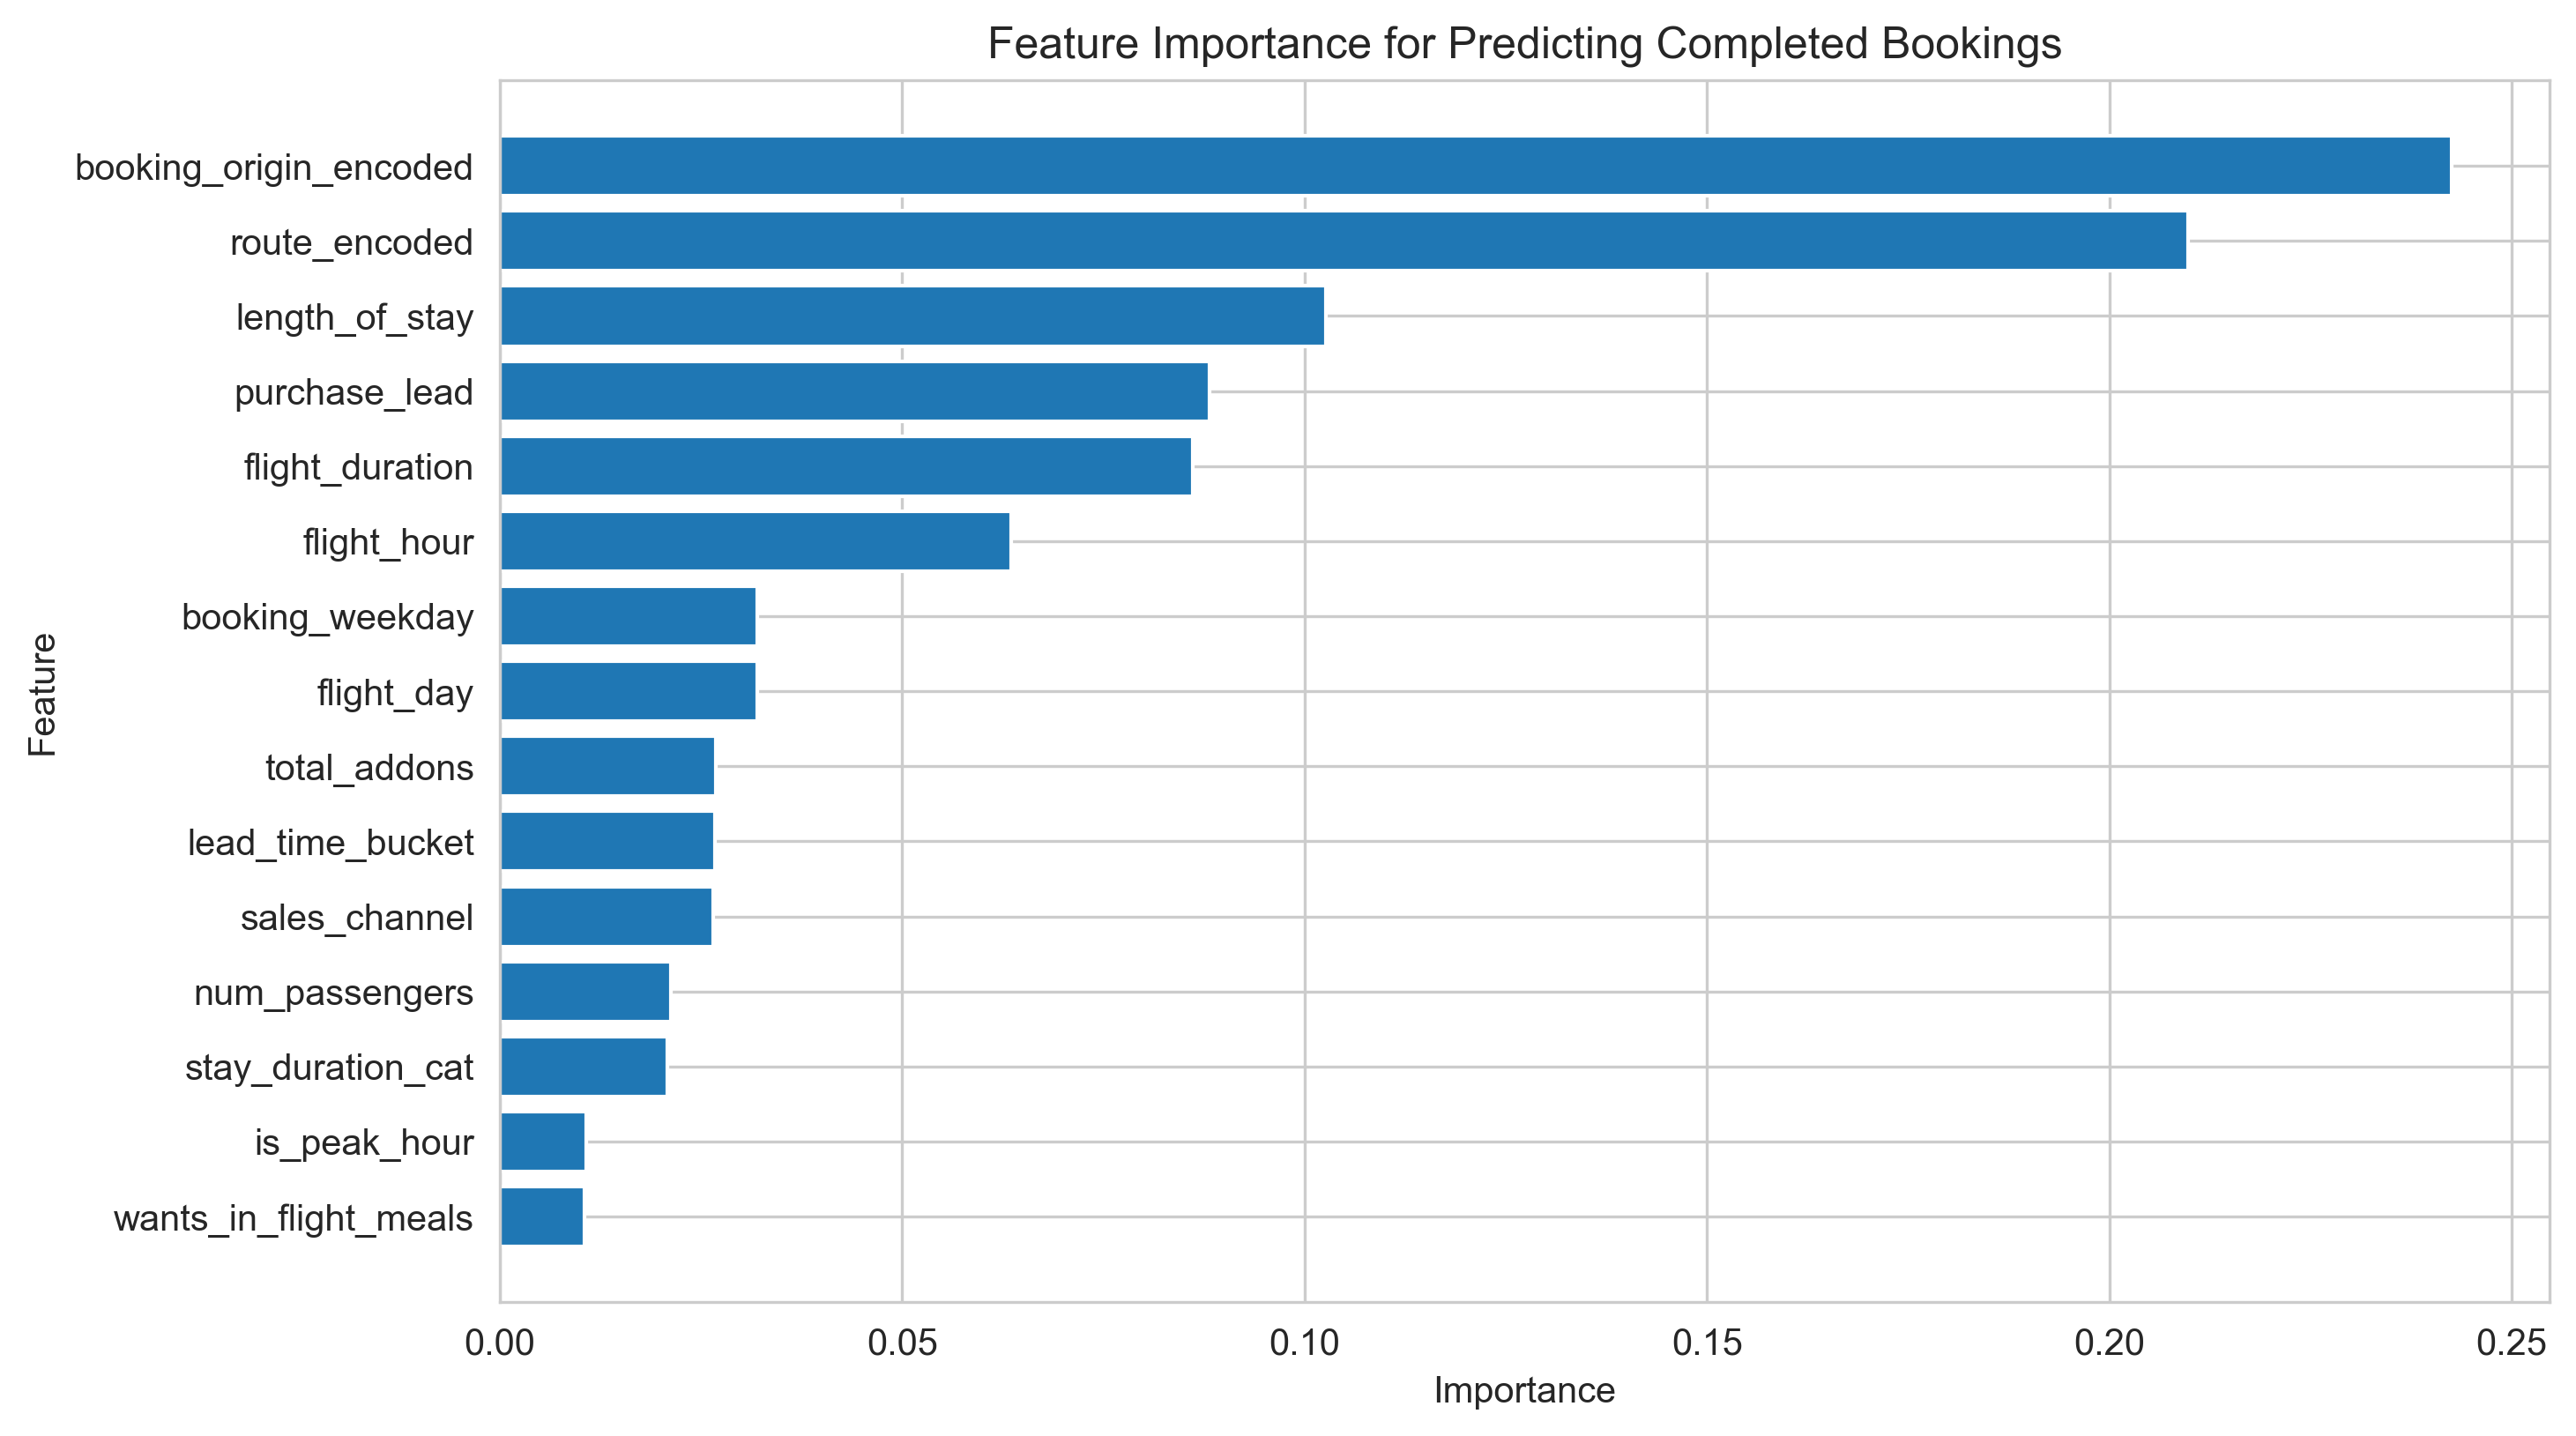 Feature Importance for Predicting Completed Bookings
Feature
booking_origin_encoded
route_encoded
length_of_stay
purchase_lead
flight_duration
flight_hour
booking_weekday
flight_day
total_addons
lead_time_bucket
sales_channel
num_passengers
stay_duration_cat
is_peak_hour
wants_in_flight_meals
0.00 0.05 0.10 0.15 0.20 0.25
Importance